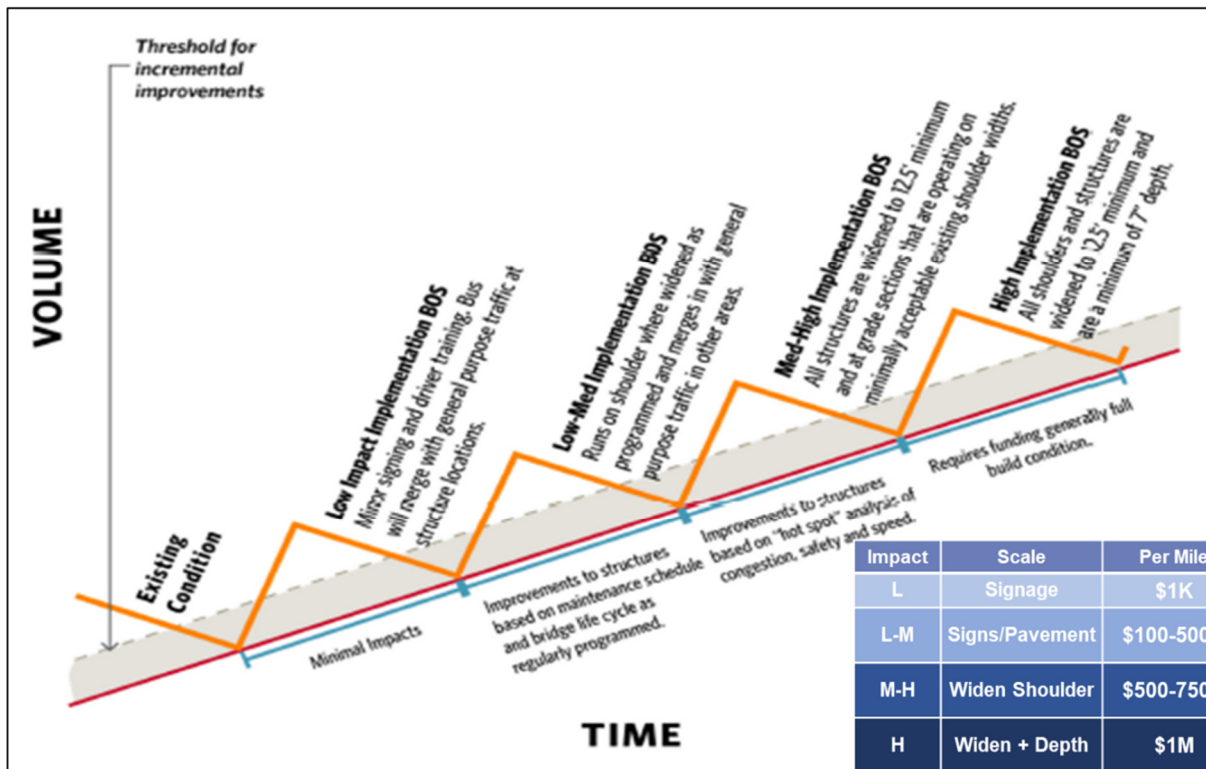 Threshold for
incremental
improvements
VOLUME
Existing
Condition
Low Impact Implementation BOS
Minor signing and driver training. Bus
will merge with general purpose traffic at
structure locations.
Low-Med Implementation BOS
Runs on shoulder where widened as
programmed and merges in with general
purpose traffic in other areas.
Med-High Implementation BOS
All structures are widened to 12.5' minimum
and at grade sections that are operating on
minimally acceptable existing shoulder widths.
High Implementation BOS
All shoulders and structures are
widened to 12.5' minimum and
are a minimum of 7" depth.
Minimal Impacts
Improvements to structures
based on maintenance schedule
and bridge life cycle as
regularly programmed.
Improvements to structures
based on "hot spot" analysis of
congestion, safety and speed.
Requires funding generally full
build condition.
TIME
Impact Scale Per Mile
L Signage $1K
L-M Signs/Pavement $100-500
M-H Widen Shoulder $500-750
H Widen + Depth $1M